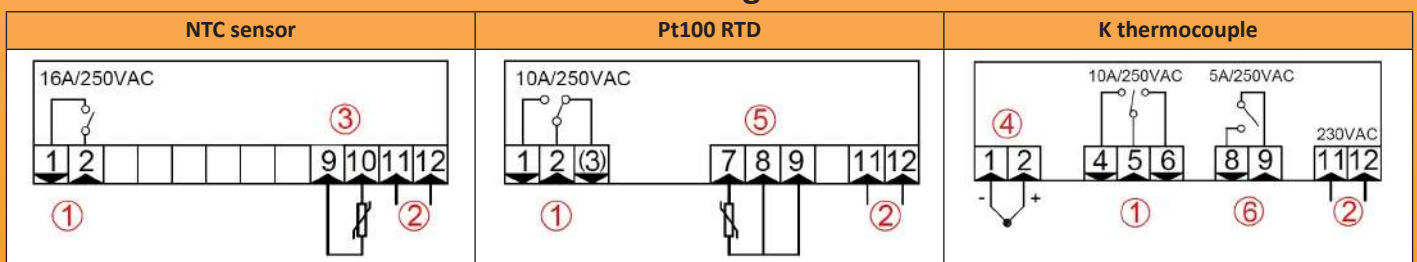 NTC sensor
Pt100 RTD
K thermocouple
16A/250VAC
③
1 2 9 10 11 12
① ②
10A/250VAC
⑤
1 2 (3) 7 8 9 11 12
① ②
10A/250VAC 5A/250VAC
④
230VAC
1 2 4 5 6 8 9 11 12
- +
① ⑥ ②